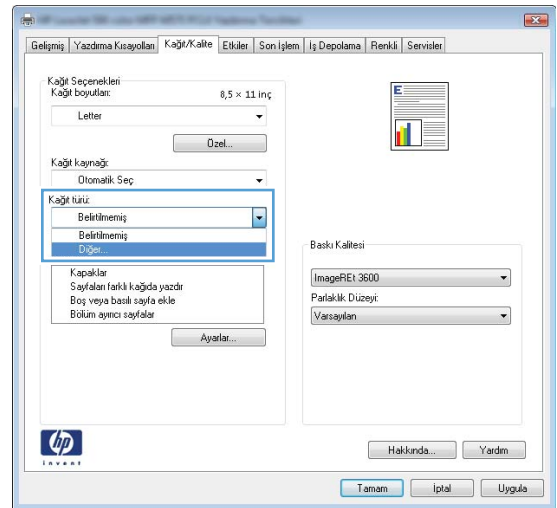 Gelişmiş Yazdırma Kısayolları Kağıt/Kalite Etkiler Son İşlem İş Depolama Renkli Servisler
Kağıt Seçenekleri
Kağıt boyutları: 8,5 × 11 inç
Letter
Özel...
Kağıt kaynağı:
Otomatik Seç
Kağıt türü:
Belirtilmemiş
Belirtilmemiş
Diğer...
Kapaklar
Sayfaları farklı kağıda yazdır
Boş veya basılı sayfa ekle
Bölüm ayırıcı sayfalar
Ayarlar...
E
Baskı Kalitesi
ImageREt 3600
Parlaklık Düzeyi:
Varsayılan
hp
invent
Hakkında... Yardım
Tamam İptal Uygula